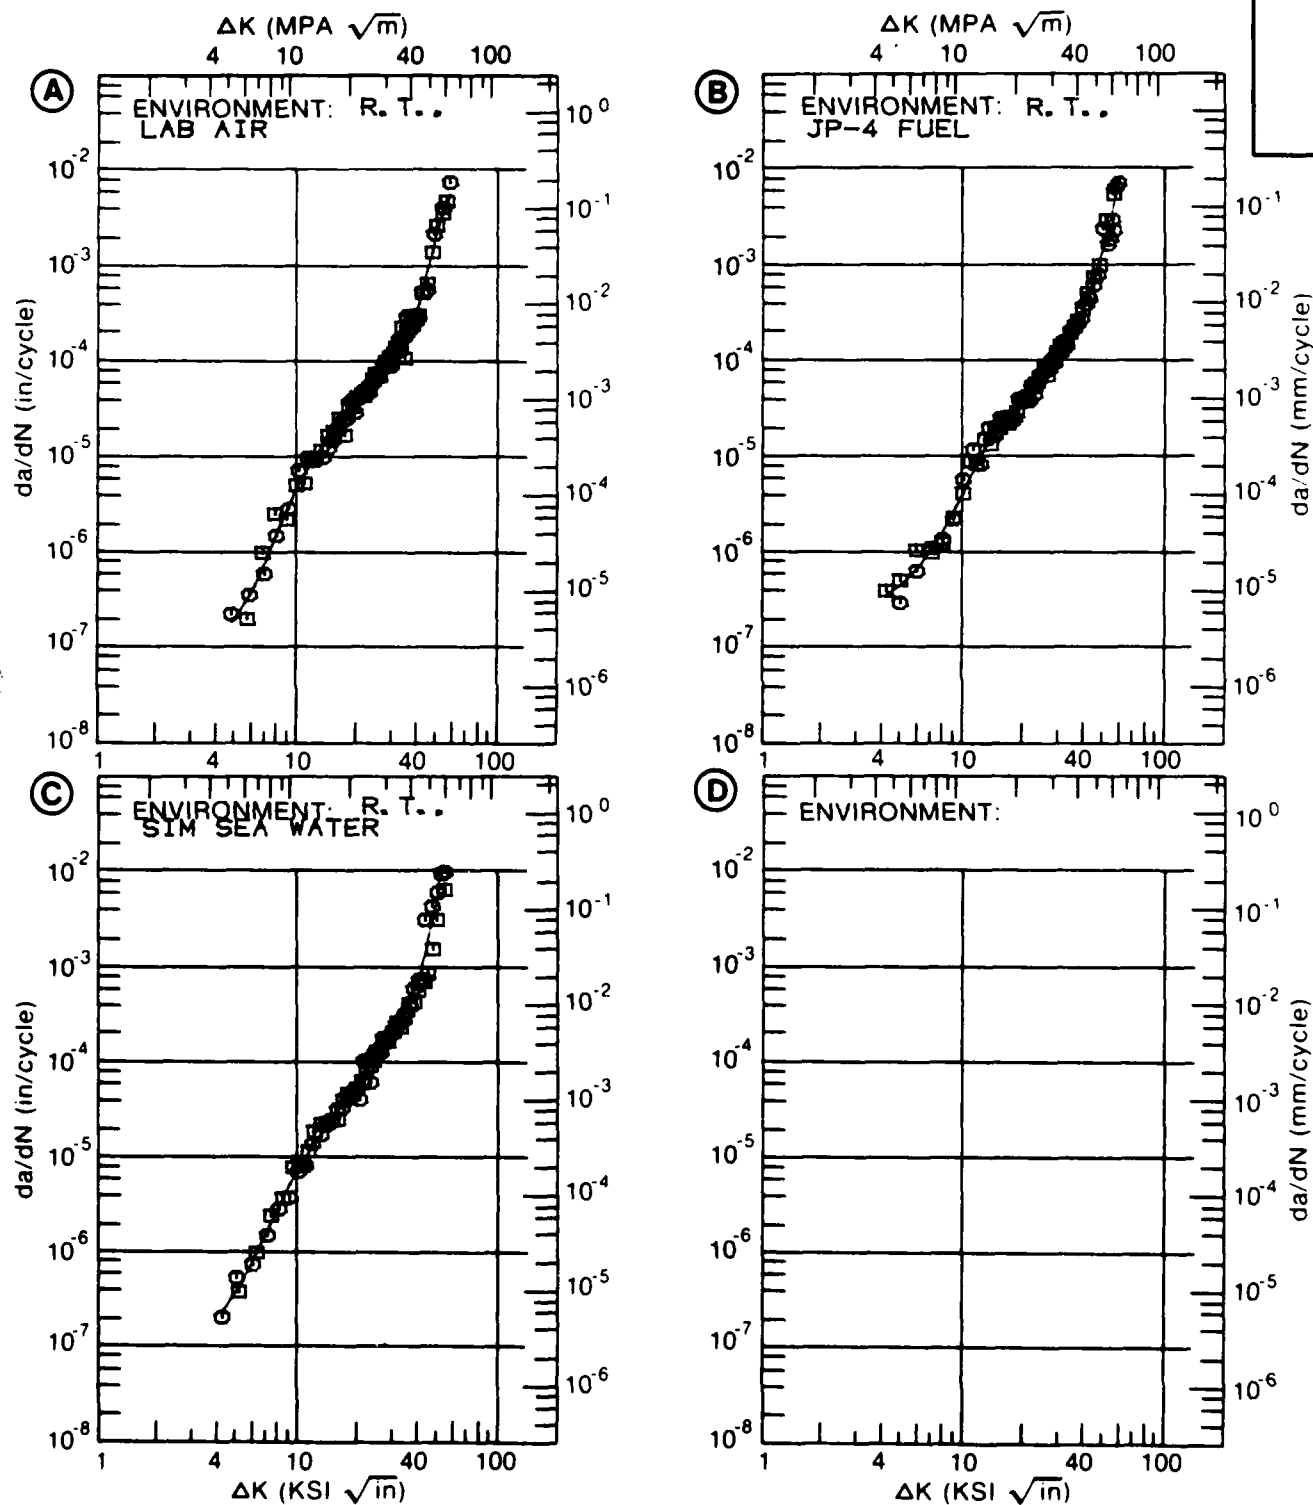 ΔK (MPA √m)
4 10 40 100
A
ENVIRONMENT: R.T..
LAB AIR
10^0
10^-2
10^-1
10^-3
10^-2
10^-4
10^-3
10^-5
10^-4
10^-6
10^-5
10^-7
10^-6
10^-8
1 4 10 40 100
da/dN (in/cycle)
ΔK (MPA √m)
4 10 40 100
B
ENVIRONMENT: R.T..
JP-4 FUEL
10^-2
10^-1
10^-3
10^-2
10^-4
10^-3
10^-5
10^-4
10^-6
10^-5
10^-7
10^-6
10^-8
1 4 10 40 100
da/dN (mm/cycle)
C
ENVIRONMENT: R.T..
SIM SEA WATER
10^0
10^-2
10^-1
10^-3
10^-2
10^-4
10^-3
10^-5
10^-4
10^-6
10^-5
10^-7
10^-6
10^-8
1 4 10 40 100
da/dN (in/cycle)
ΔK (KSI √in)
D
ENVIRONMENT:
10^0
10^-2
10^-1
10^-3
10^-2
10^-4
10^-3
10^-5
10^-4
10^-6
10^-5
10^-7
10^-6
10^-8
1 4 10 40 100
da/dN (mm/cycle)
ΔK (KSI √in)